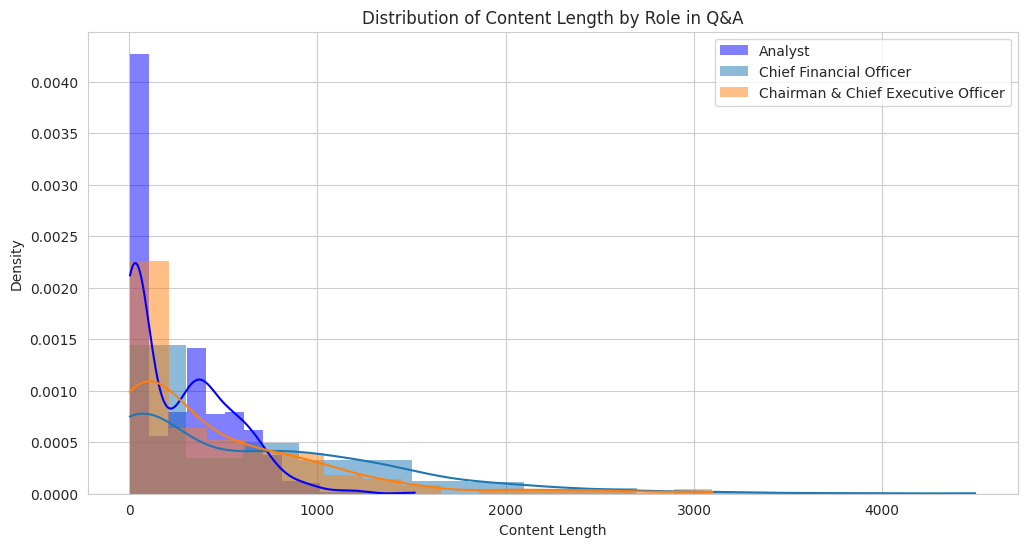 Distribution of Content Length by Role in Q&A
Analyst
Chief Financial Officer
Chairman & Chief Executive Officer
Density
0.0040
0.0035
0.0030
0.0025
0.0020
0.0015
0.0010
0.0005
0.0000
0
1000
2000
3000
4000
Content Length